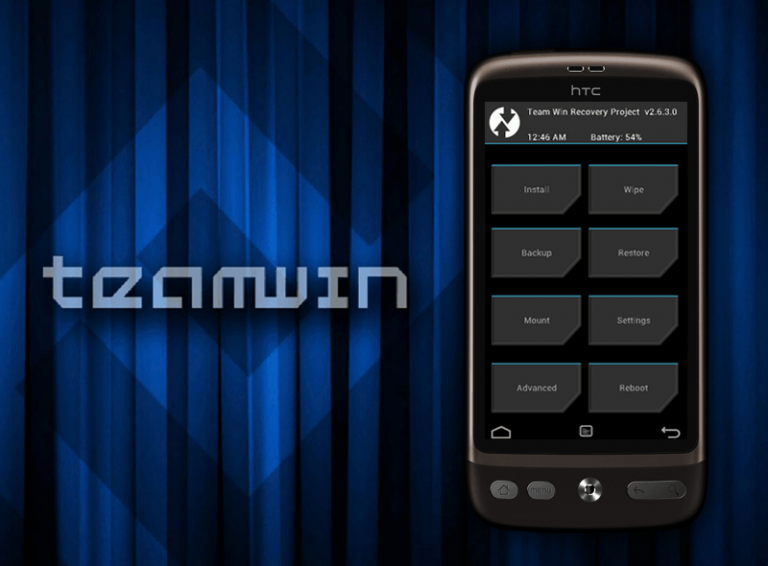 teamwin
hTC
Team Win Recovery Project v2.6.3.0
12:46 AM Battery: 54%
Install Wipe
Backup Restore
Mount Settings
Advanced Reboot
menu